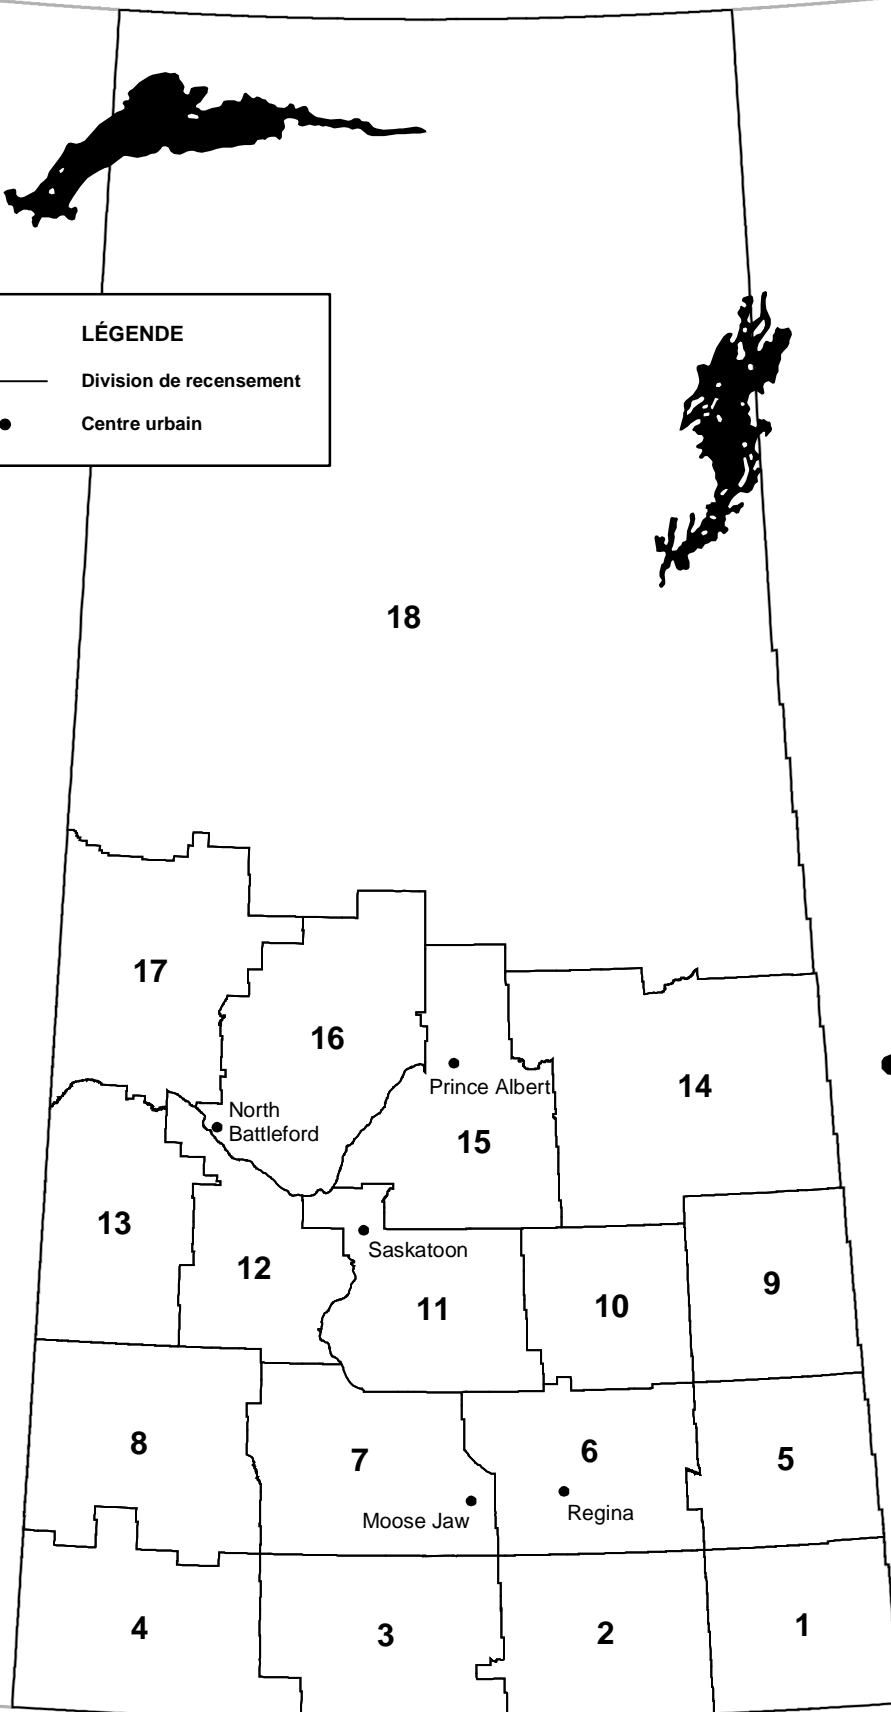 LÉGENDE
Division de recensement
Centre urbain
18
17
16
Prince Albert
14
North
Battleford
15
13
Saskatoon
12
9
11
10
8
7
6
5
Regina
Moose Jaw
4
3
2
1